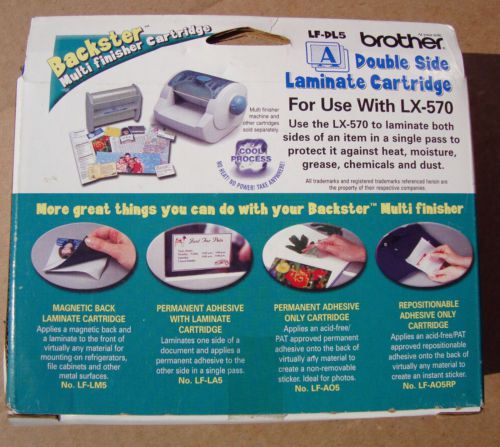 Backster™
Multi finisher Cartridge
LF-DL5 brother®
A Double Side
Laminate Cartridge
For Use With LX-570
Multi finisher
machine and
other cartridges
sold separately.
Use the LX-570 to laminate both
sides of an item in a single pass to
protect it against heat, moisture,
grease, chemicals and dust.
COOL
PROCESS
NO HEAT! NO POWER! TAKE ANYWHERE!
All trademarks and registered trademarks referenced herein are
the property of their respective companies.
More great things you can do with your Backster™ Multi finisher
MAGNETIC BACK
LAMINATE CARTRIDGE
Applies a magnetic back and
a laminate to the front of
virtually any material for
mounting-on refrigerators,
file cabinets and other
metal surfaces.
No. LF-LM5
PERMANENT ADHESIVE
WITH LAMINATE
CARTRIDGE
Laminates one side of a
document and applies a
permanent adhesive to the
other side in a single pass.
No. LF-LA5
PERMANENT ADHESIVE
ONLY CARTRIDGE
Applies an acid-free/
PAT approved permanent
adhesive onto the back of
virtually any material to
create a non-removable
sticker. Ideal for photos.
No. LF-AO5
REPOSITIONABLE
ADHESIVE ONLY
CARTRIDGE
Applies an acid-free/PAT
approved repositionable
adhesive onto the back of
virtually any material to
create an instant sticker.
No. LF-AO5RP